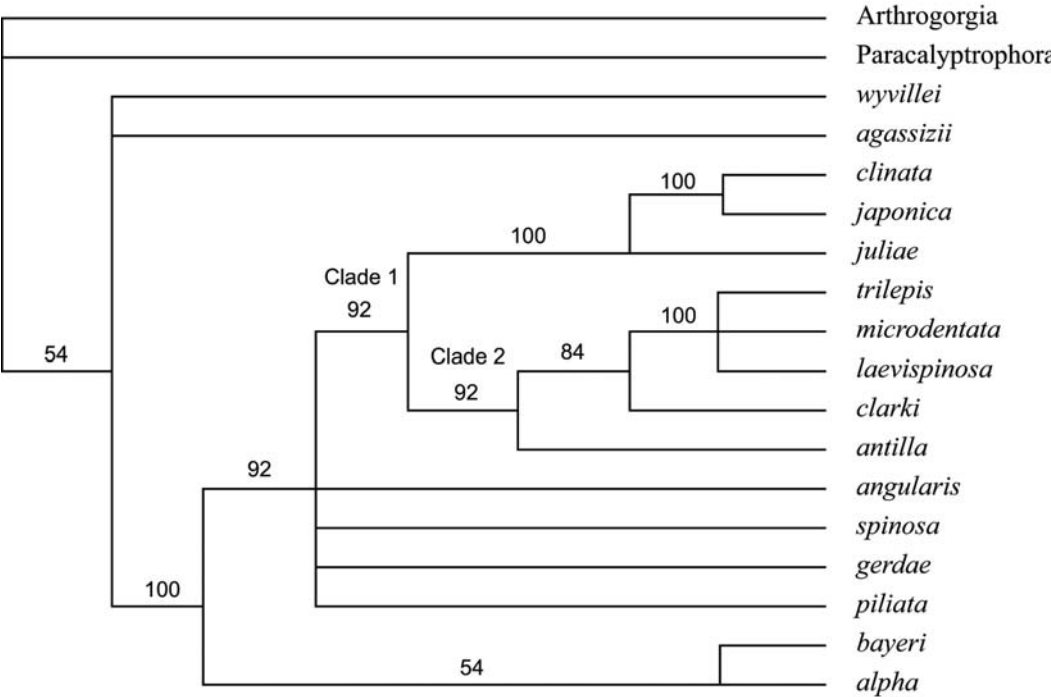 Arthrogorgia
Paracalyptrophora
wyvillei
agassizii
clinata
100
japonica
100
juliae
Clade 1
92
trilepis
100
microdentata
Clade 2
84
laevispinosa
54
92
clarki
antilla
92
angularis
spinosa
gerdae
100
piliata
bayeri
54
alpha